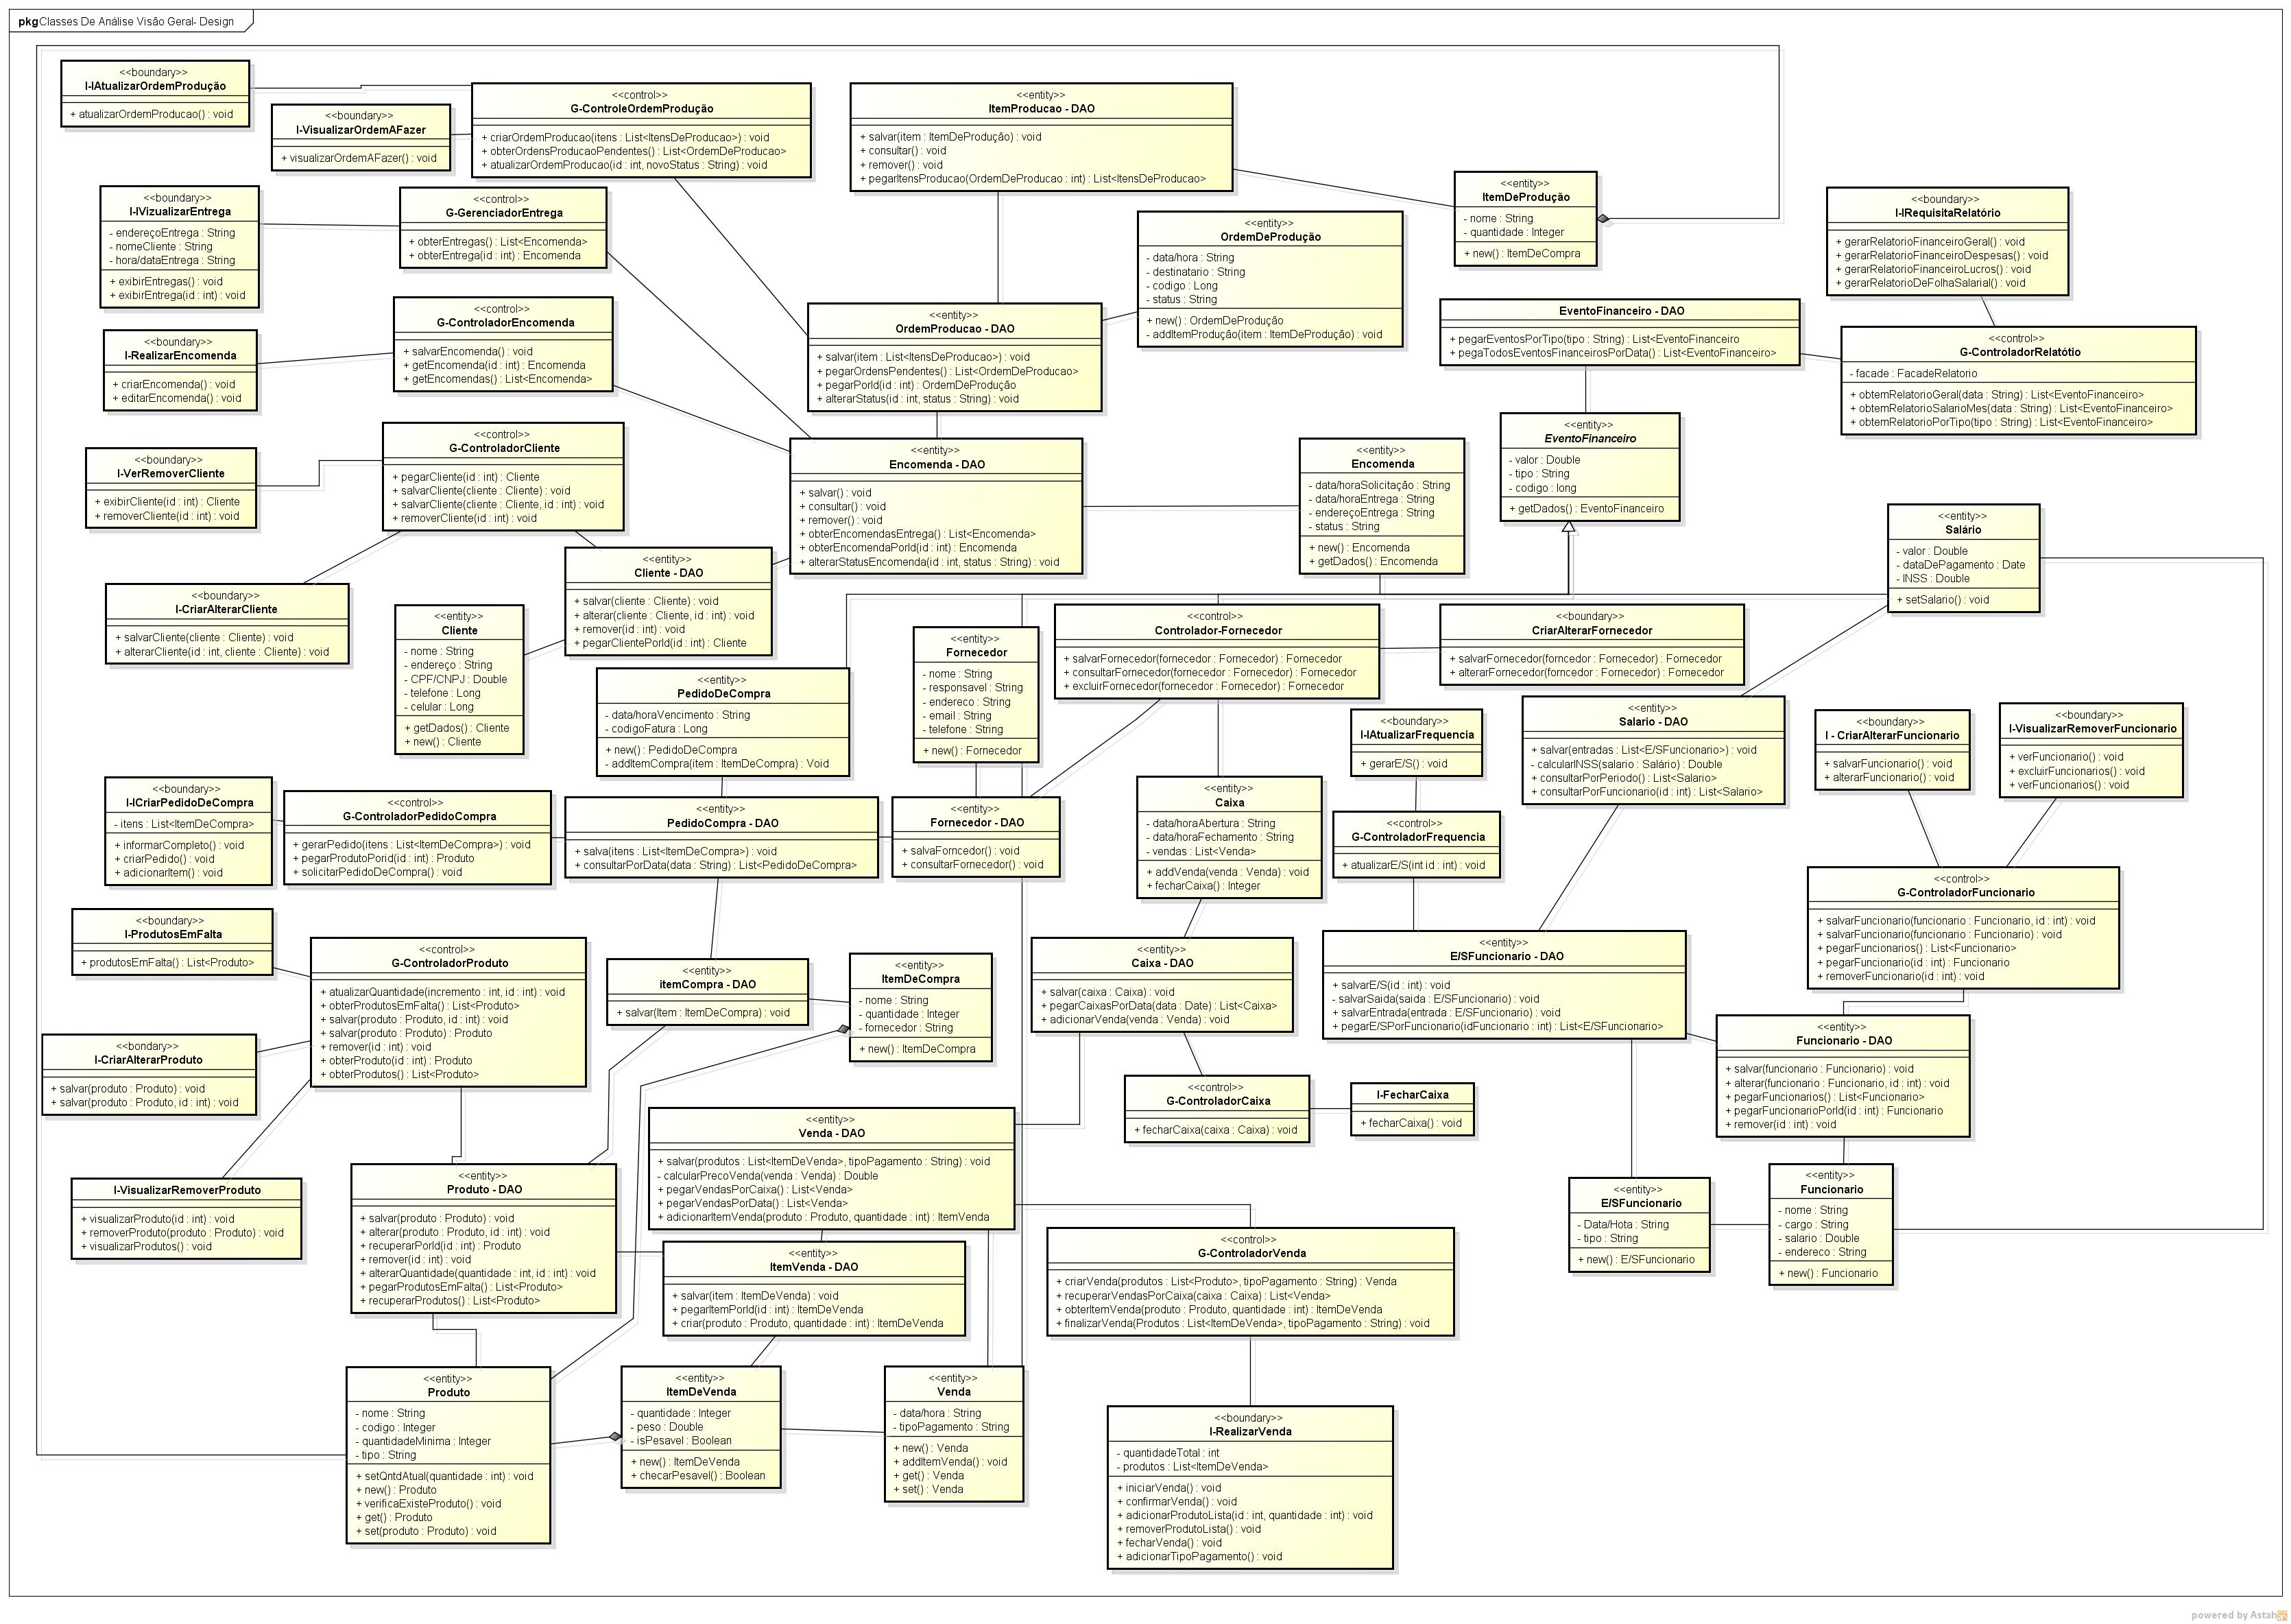 pkg Classes De Análise Visão Geral- Design
<<boundary>>
I-IAtualizarOrdemProdução
+ atualizarOrdemProducao() : void
<<boundary>>
I-VisualizarOrdemAFazer
+ visualizarOrdemAFazer() : void
<<control>>
G-ControleOrdemProdução
+ criarOrdemProducao(itens : List<ItensDeProducao>) : void
+ obterOrdensProducaoPendentes() : List<OrdemDeProducao>
+ atualizarOrdemProducao(id : int, novoStatus : String) : void
<<entity>>
ItemProducao - DAO
+ salvar(item : ItemDeProdução) : void
+ consultar() : void
+ remover() : void
+ pegarItensProducao(OrdemDeProducao : int) : List<ItensDeProducao>
<<entity>>
ItemDeProdução
- nome : String
- quantidade : Integer
+ new() : ItemDeCompra
<<boundary>>
I-IRequisitaRelatório
+ gerarRelatorioFinanceiroGeral() : void
+ gerarRelatorioFinanceiroDespesas() : void
+ gerarRelatorioFinanceiroLucros() : void
+ gerarRelatorioDeFolhaSalarial() : void
<<boundary>>
I-IVizualizarEntrega
- endereçoEntrega : String
- nomeCliente : String
- hora/dataEntrega : String
+ exibirEntregas() : void
+ exibirEntrega(id : int) : void
<<control>>
G-GerenciadorEntrega
+ obterEntregas() : List<Encomenda>
+ obterEntrega(id : int) : Encomenda
<<entity>>
OrdemDeProdução
- data/hora : String
- destinatario : String
- codigo : Long
- status : String
+ new() : OrdemDeProdução
- addItemProdução(item : ItemDeProdução) : void
<<control>>
G-ControladorEncomenda
+ salvarEncomenda() : void
+ getEncomenda(id : int) : Encomenda
+ getEncomendas() : List<Encomenda>
<<boundary>>
I-RealizarEncomenda
+ criarEncomenda() : void
+ editarEncomenda() : void
<<entity>>
OrdemProducao - DAO
+ salvar(item : List<ItensDeProducao>) : void
+ pegarOrdensPendentes() : List<OrdemDeProducao>
+ pegarPorId(id : int) : OrdemDeProdução
+ alterarStatus(id : int, status : String) : void
EventoFinanceiro - DAO
+ pegarEventosPorTipo(tipo : String) : List<EventoFinanceiro
+ pegaTodosEventosFinanceirosPorData() : List<EventoFinanceiro>
<<control>>
G-ControladorRelatótio
- facade : FacadeRelatorio
+ obtemRelatorioGeral(data : String) : List<EventoFinanceiro>
+ obtemRelatorioSalarioMes(data : String) : List<EventoFinanceiro>
+ obtemRelatorioPorTipo(tipo : String) : List<EventoFinanceiro>
<<boundary>>
I-VerRemoverCliente
+ exibirCliente(id : int) : Cliente
+ removerCliente(id : int) : void
<<control>>
G-ControladorCliente
+ pegarCliente(id : int) : Cliente
+ salvarCliente(cliente : Cliente) : void
+ salvarCliente(cliente : Cliente, id : int) : void
+ removerCliente(id : int) : void
<<entity>>
Encomenda - DAO
+ salvar() : void
+ consultar() : void
+ remover() : void
+ obterEncomendasEntrega() : List<Encomenda>
+ obterEncomendaPorId(id : int) : Encomenda
+ alterarStatusEncomenda(id : int, status : String) : void
<<entity>>
Encomenda
- data/horaSolicitação : String
- data/horaEntrega : String
- endereçoEntrega : String
- status : String
+ new() : Encomenda
+ getDados() : Encomenda
<<entity>>
EventoFinanceiro
- valor : Double
- tipo : String
- codigo : long
+ getDados() : EventoFinanceiro
<<entity>>
Salário
- valor : Double
- dataDePagamento : Date
- INSS : Double
+ setSalario() : void
<<boundary>>
I-CriarAlterarCliente
+ salvarCliente(cliente : Cliente) : void
+ alterarCliente(id : int, cliente : Cliente) : void
<<entity>>
Cliente - DAO
+ salvar(cliente : Cliente) : void
+ alterar(cliente : Cliente, id : int) : void
+ remover(id : int) : void
+ pegarClientePorId(id : int) : Cliente
<<entity>>
Cliente
- nome : String
- endereço : String
- CPF/CNPJ : Double
- telefone : Long
- celular : Long
+ getDados() : Cliente
+ new() : Cliente
<<entity>>
PedidoDeCompra
- data/horaVencimento : String
- codigoFatura : Long
+ new() : PedidoDeCompra
- addItemCompra(item : ItemDeCompra) : Void
<<entity>>
Fornecedor
- nome : String
- responsavel : String
- endereco : String
- email : String
- telefone : String
+ new() : Fornecedor
<<control>>
Controlador-Fornecedor
+ salvarFornecedor(fornecedor : Fornecedor) : Fornecedor
+ consultarFornecedor(fornecedor : Fornecedor) : Fornecedor
+ excluirFornecedor(fornecedor : Fornecedor) : Fornecedor
<<boundary>>
CriarAlterarFornecedor
+ salvarFornecedor(forncedor : Fornecedor) : Fornecedor
+ alterarFornecedor(forncedor : Fornecedor) : Fornecedor
<<boundary>>
I-IAtualizarFrequencia
+ gerarE/S() : void
<<entity>>
Salario - DAO
+ salvar(entradas : List<E/SFuncionario>) : void
- calcularINSS(salario : Salário) : Double
+ consultarPorPeriodo() : List<Salario>
+ consultarPorFuncionario(id : int) : List<Salario>
<<boundary>>
I - CriarAlterarFuncionario
+ salvarFuncionario() : void
+ alterarFuncionario() : void
<<boundary>>
I-VisualizarRemoverFuncionario
+ verFuncionario() : void
+ excluirFuncionarios() : void
+ verFuncionarios() : void
<<boundary>>
I-ICriarPedidoDeCompra
- itens : List<ItemDeCompra>
+ informarCompleto() : void
+ criarPedido() : void
+ adicionarItem() : void
<<control>>
G-ControladorPedidoCompra
+ gerarPedido(itens : List<ItemDeCompra>) : void
+ pegarProdutoPorid(id : int) : Produto
+ solicitarPedidoDeCompra() : void
<<entity>>
PedidoCompra - DAO
+ salva(itens : List<ItemDeCompra>) : void
+ consultarPorData(data : String) : List<PedidoDeCompra>
<<entity>>
Fornecedor - DAO
+ salvaForncedor() : void
+ consultarFornecedor() : void
<<entity>>
Caixa
- data/horaAbertura : String
- data/horaFechamento : String
- vendas : List<Venda>
+ addVenda(venda : Venda) : void
+ fecharCaixa() : Integer
<<control>>
G-ControladorFrequencia
+ atualizarE/S(int id : int) : void
<<control>>
G-ControladorFuncionario
+ salvarFuncionario(funcionario : Funcionario, id : int) : void
+ salvarFuncionario(funcionario : Funcionario) : void
+ pegarFuncionarios() : List<Funcionario>
+ pegarFuncionario(id : int) : Funcionario
+ removerFuncionario(id : int) : void
<<boundary>>
I-ProdutosEmFalta
+ produtosEmFalta() : List<Produto>
<<control>>
G-ControladorProduto
+ atualizarQuantidade(incremento : int, id : int) : void
+ obterProdutosEmFalta() : List<Produto>
+ salvar(produto : Produto, id : int) : void
+ salvar(produto : Produto) : Produto
+ remover(id : int) : void
+ obterProduto(id : int) : Produto
+ obterProdutos() : List<Produto>
<<entity>>
itemCompra - DAO
+ salvar(Item : ItemDeCompra) : void
<<entity>>
ItemDeCompra
- nome : String
- quantidade : Integer
- fornecedor : String
+ new() : ItemDeCompra
<<entity>>
Caixa - DAO
+ salvar(caixa : Caixa) : void
+ pegarCaixasPorData(data : Date) : List<Caixa>
+ adicionarVenda(venda : Venda) : void
<<entity>>
E/SFuncionario - DAO
+ salvarE/S(id : int) : void
- salvarSaida(saida : E/SFuncionario) : void
+ salvarEntrada(entrada : E/SFuncionario) : void
+ pegarE/SPorFuncionario(idFuncionario : int) : List<E/SFuncionario>
<<entity>>
Funcionario - DAO
+ salvar(funcionario : Funcionario) : void
+ alterar(funcionario : Funcionario, id : int) : void
+ pegarFuncionarios() : List<Funcionario>
+ pegarFuncionarioPorId(id : int) : Funcionario
+ remover(id : int) : void
<<bondary>>
I-CriarAlterarProduto
+ salvar(produto : Produto) : void
+ salvar(produto : Produto, id : int) : void
<<control>>
G-ControladorCaixa
+ fecharCaixa(caixa : Caixa) : void
I-FecharCaixa
+ fecharCaixa() : void
<<entity>>
Venda - DAO
+ salvar(produtos : List<ItemDeVenda>, tipoPagamento : String) : void
- calcularPrecoVenda(venda : Venda) : Double
+ pegarVendasPorCaixa() : List<Venda>
+ pegarVendasPorData() : List<Venda>
+ adicionarItemVenda(produto : Produto, quantidade : int) : ItemVenda
I-VisualizarRemoverProduto
+ visualizarProduto(id : int) : void
+ removerProduto(produto : Produto) : void
+ visualizarProdutos() : void
<<entity>>
Produto - DAO
+ salvar(produto : Produto) : void
+ alterar(produto : Produto, id : int) : void
+ recuperarPorId(id : int) : Produto
+ remover(id : int) : void
+ alterarQuantidade(quantidade : int, id : int) : void
+ pegarProdutosEmFalta() : List<Produto>
+ recuperarProdutos() : List<Produto>
<<entity>>
ItemVenda - DAO
+ salvar(item : ItemDeVenda) : void
+ pegarItemPorId(id : int) : ItemDeVenda
+ criar(produto : Produto, quantidade : int) : ItemDeVenda
<<control>>
G-ControladorVenda
+ criarVenda(produtos : List<Produto>, tipoPagamento : String) : Venda
+ recuperarVendasPorCaixa(caixa : Caixa) : List<Venda>
+ obterItemVenda(produto : Produto, quantidade : int) : ItemDeVenda
+ finalizarVenda(Produtos : List<ItemDeVenda>, tipoPagamento : String) : void
<<entity>>
E/SFuncionario
- Data/Hota : String
- tipo : String
+ new() : E/SFuncionario
<<entity>>
Funcionario
- nome : String
- cargo : String
- salario : Double
- endereco : String
+ new() : Funcionario
<<entity>>
Produto
- nome : String
- codigo : Integer
- quantidadeMinima : Integer
- tipo : String
+ setQntdAtual(quantidade : int) : void
+ new() : Produto
+ verificaExisteProduto() : void
+ get() : Produto
+ set(produto : Produto) : void
<<entity>>
ItemDeVenda
- quantidade : Integer
- peso : Double
- isPesavel : Boolean
+ new() : ItemDeVenda
+ checarPesavel() : Boolean
<<entity>>
Venda
- data/hora : String
- tipoPagamento : String
+ new() : Venda
+ addItemVenda() : void
+ get() : Venda
+ set() : Venda
<<boundary>>
I-RealizarVenda
- quantidadeTotal : int
- produtos : List<ItemDeVenda>
+ iniciarVenda() : void
+ confirmarVenda() : void
+ adicionarProdutoLista(id : int, quantidade : int) : void
+ removerProdutoLista() : void
+ fecharVenda() : void
+ adicionarTipoPagamento() : void
powered by Astah